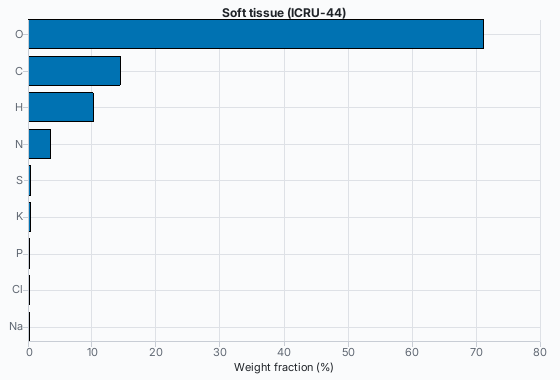 Soft tissue (ICRU-44)
O
C
H
N
S
K
P
Cl
Na
0 10 20 30 40 50 60 70 80
Weight fraction (%)